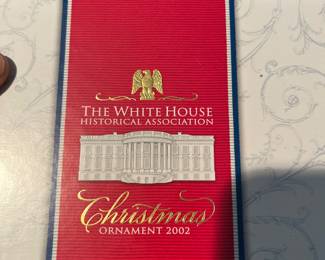 THE WHITE HOUSE
HISTORICAL ASSOCIATION
Christmas
ORNAMENT 2002